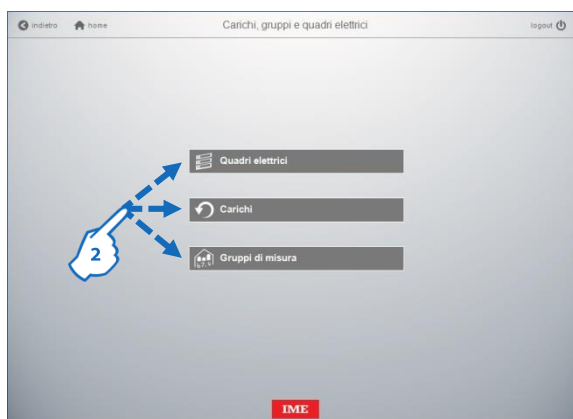 indietro home Carichi, gruppi e quadri elettrici logout
Quadri elettrici
Carichi
2
Gruppi di misura
IME